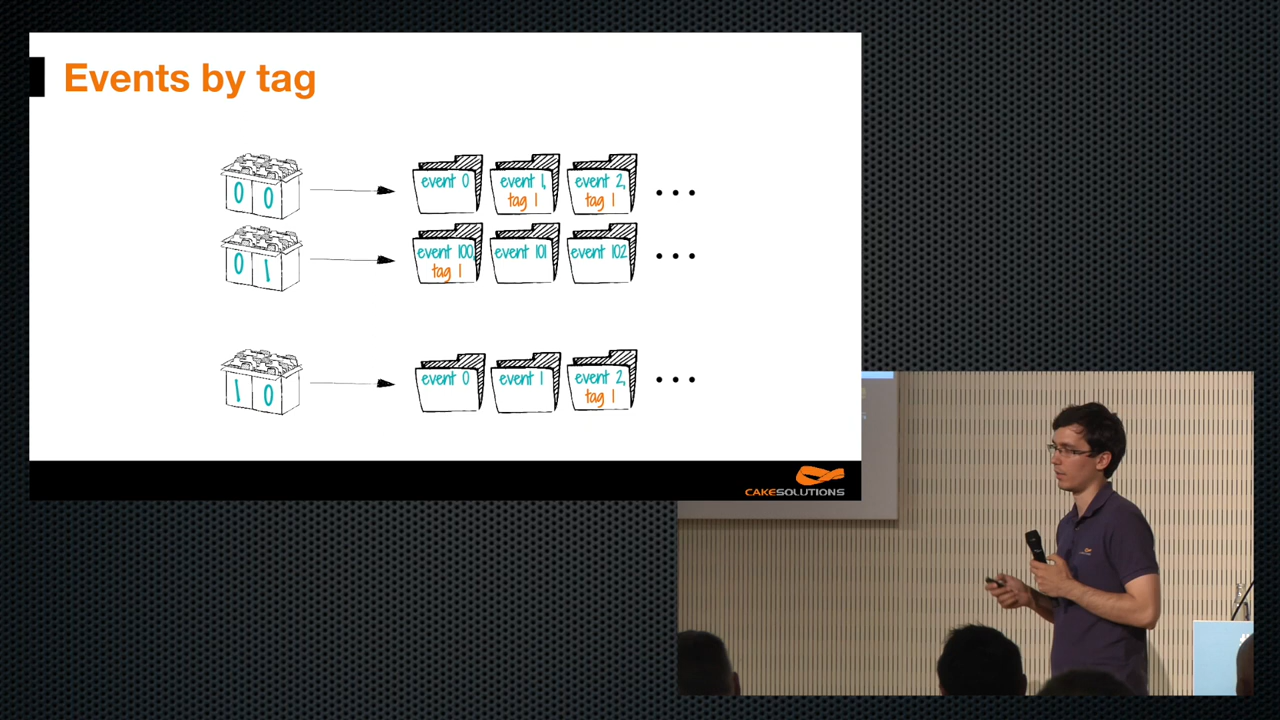 Events by tag
0 0
event 0
event 1,
tag 1
event 2,
tag 1
...
0 1
event 100,
tag 1
event 101
event 102
...
1 0
event 0
event 1
event 2,
tag 1
...
CAKESOLUTIONS